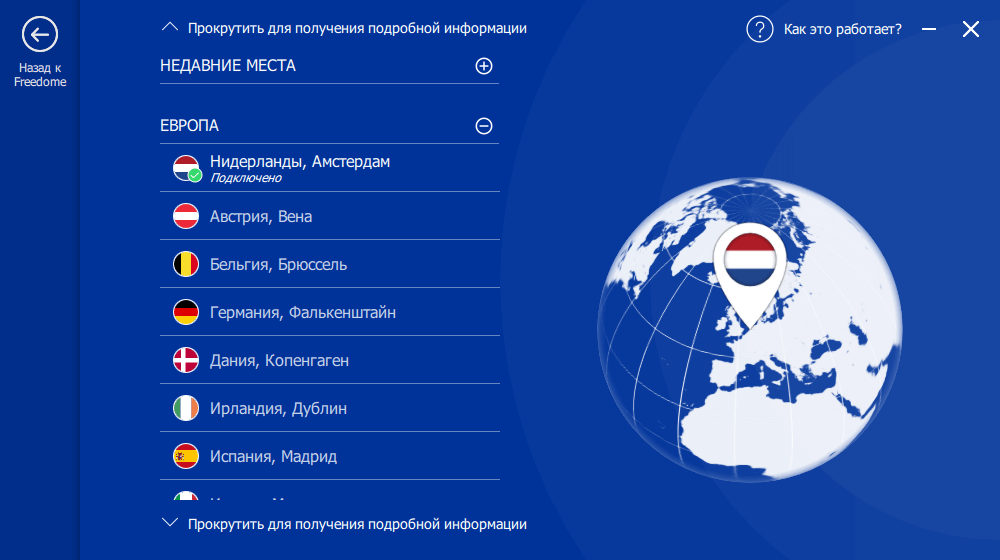 Назад к
Freedome
Прокрутить для получения подробной информации
Как это работает?
НЕДАВНИЕ МЕСТА
ЕВРОПА
Нидерланды, Амстердам
Подключено
Австрия, Вена
Бельгия, Брюссель
Германия, Фалькенштайн
Дания, Копенгаген
Ирландия, Дублин
Испания, Мадрид
Прокрутить для получения подробной информации